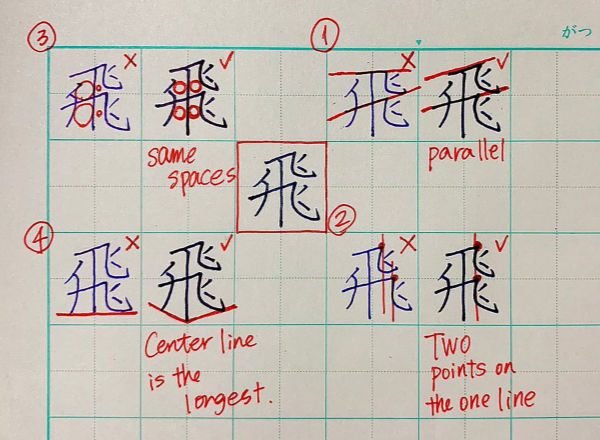 がつ
① 飛 × 飛 ✓
parallel
② 飛 × 飛 ✓
Two
points on
the one line
③ 飛 × 飛 ✓
same
spaces
飛
④ 飛 × 飛 ✓
Center line
is the
longest.